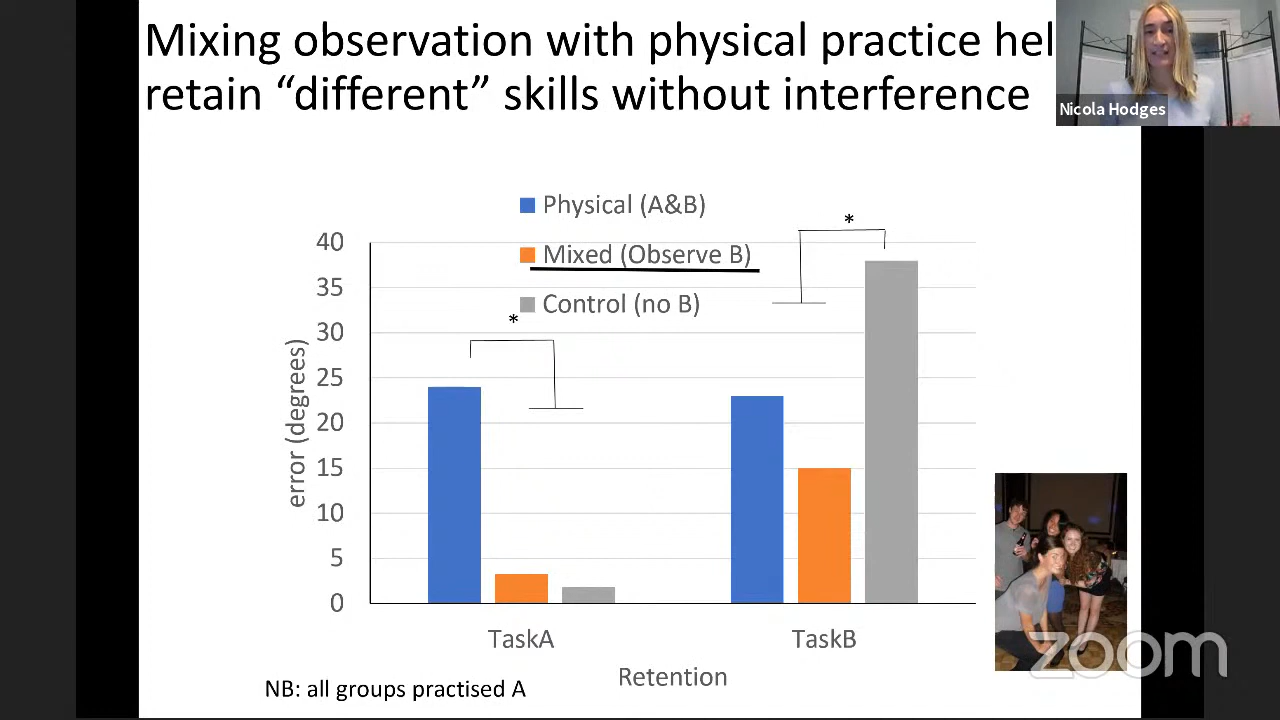 Mixing observation with physical practice hel
retain “different” skills without interference
Nicola Hodges
Physical (A&B)
Mixed (Observe B)
Control (no B)
*
*
40
35
30
25
20
15
10
5
0
error (degrees)
TaskA
TaskB
Retention
NB: all groups practised A
zoom